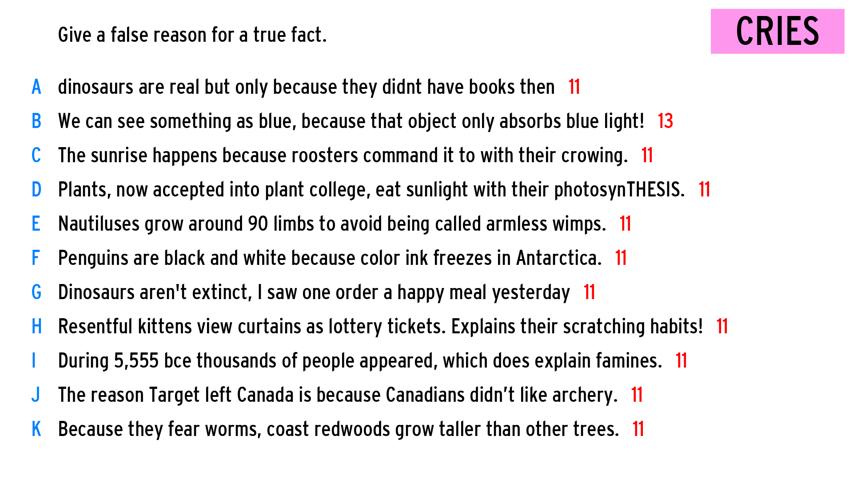 Give a false reason for a true fact.
CRIES
A dinosaurs are real but only because they didnt have books then 11
B We can see something as blue, because that object only absorbs blue light! 13
C The sunrise happens because roosters command it to with their crowing. 11
D Plants, now accepted into plant college, eat sunlight with their photosynTHESIS. 11
E Nautiluses grow around 90 limbs to avoid being called armless wimps. 11
F Penguins are black and white because color ink freezes in Antarctica. 11
G Dinosaurs aren't extinct, I saw one order a happy meal yesterday 11
H Resentful kittens view curtains as lottery tickets. Explains their scratching habits! 11
I During 5,555 bce thousands of people appeared, which does explain famines. 11
J The reason Target left Canada is because Canadians didn’t like archery. 11
K Because they fear worms, coast redwoods grow taller than other trees. 11